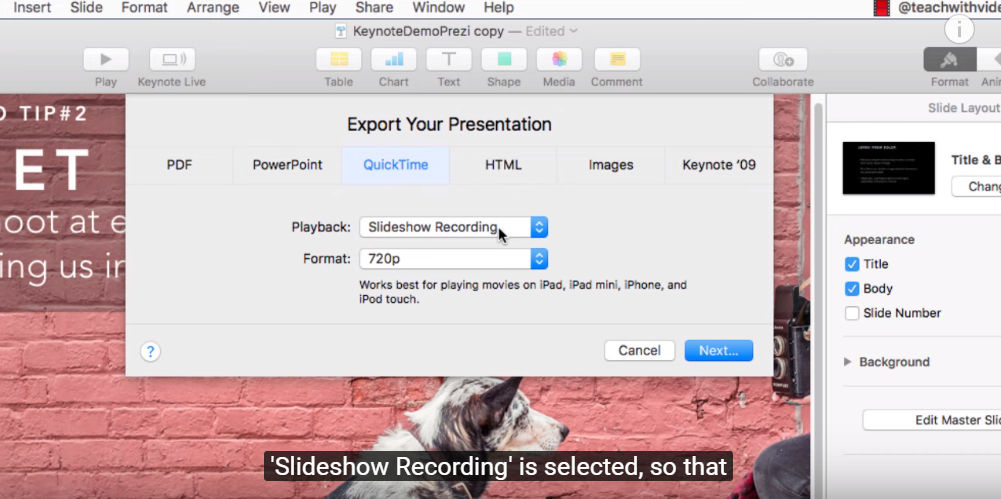 Insert Slide Format Arrange View Play Share Window Help @teachwithvide
KeynoteDemoPrezi copy — Edited
Play Keynote Live Table Chart Text Shape Media Comment Collaborate Format Ani
TIP#2
ET
oot at e
ing us in
Export Your Presentation
PDF PowerPoint QuickTime HTML Images Keynote '09
Playback: Slideshow Recording
Format: 720p
Works best for playing movies on iPad, iPad mini, iPhone, and
iPod touch.
? Cancel Next...
Slide Layout
Title & B
Chang
Appearance
Title
Body
Slide Number
Background
Edit Master Slid
'Slideshow Recording' is selected, so that